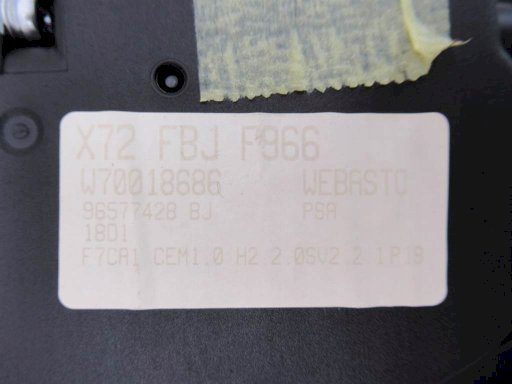 X72 FBJ F966
W70018686 WEBASTO
96577428 BJ PSA
18D1
F7CA1 CEM1.0 H2 2.0SV2.2 1P19